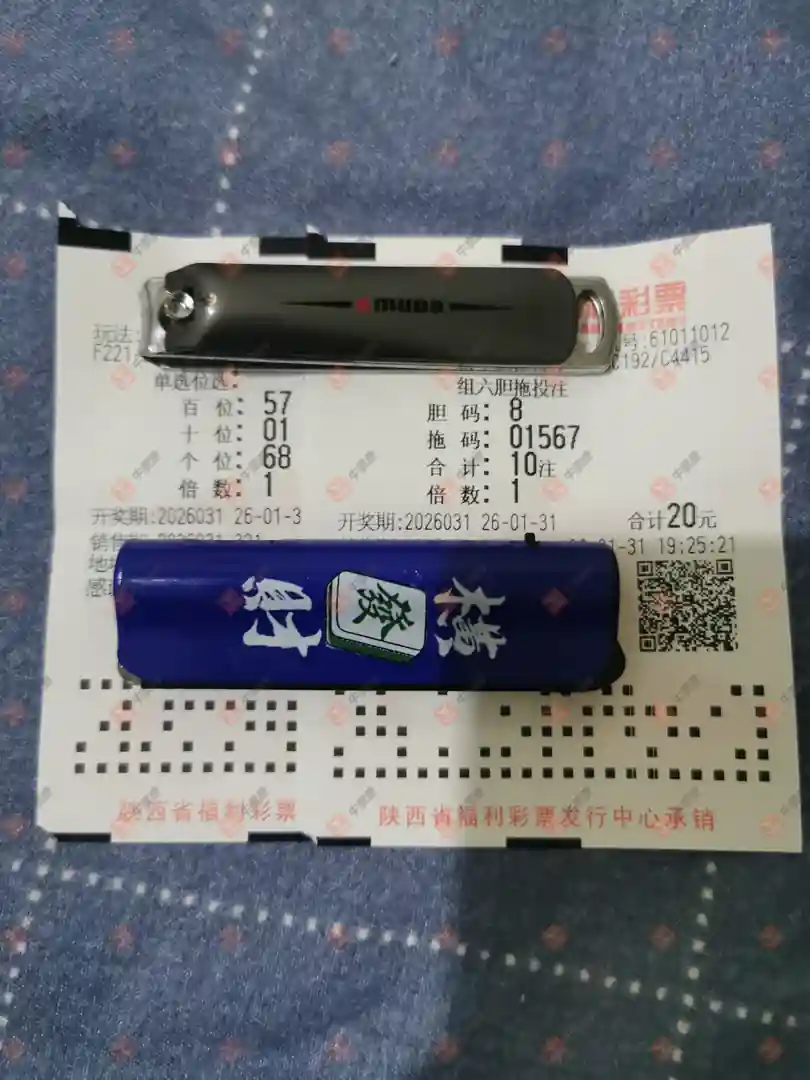 muda
彩票
玩法:
号:61011012
F221
C192/C4415
单选位选:
百 位: 57
十 位: 01
个 位: 68
倍 数: 1
开奖期:2026031 26-01-3
组六胆拖投注
胆 码: 8
拖 码: 01567
合 计: 10注
倍 数: 1
开奖期:2026031 26-01-31
合计20元
-31 19:25:21
横
發
财
陕西省福利彩票
陕西省福利彩票发行中心承销